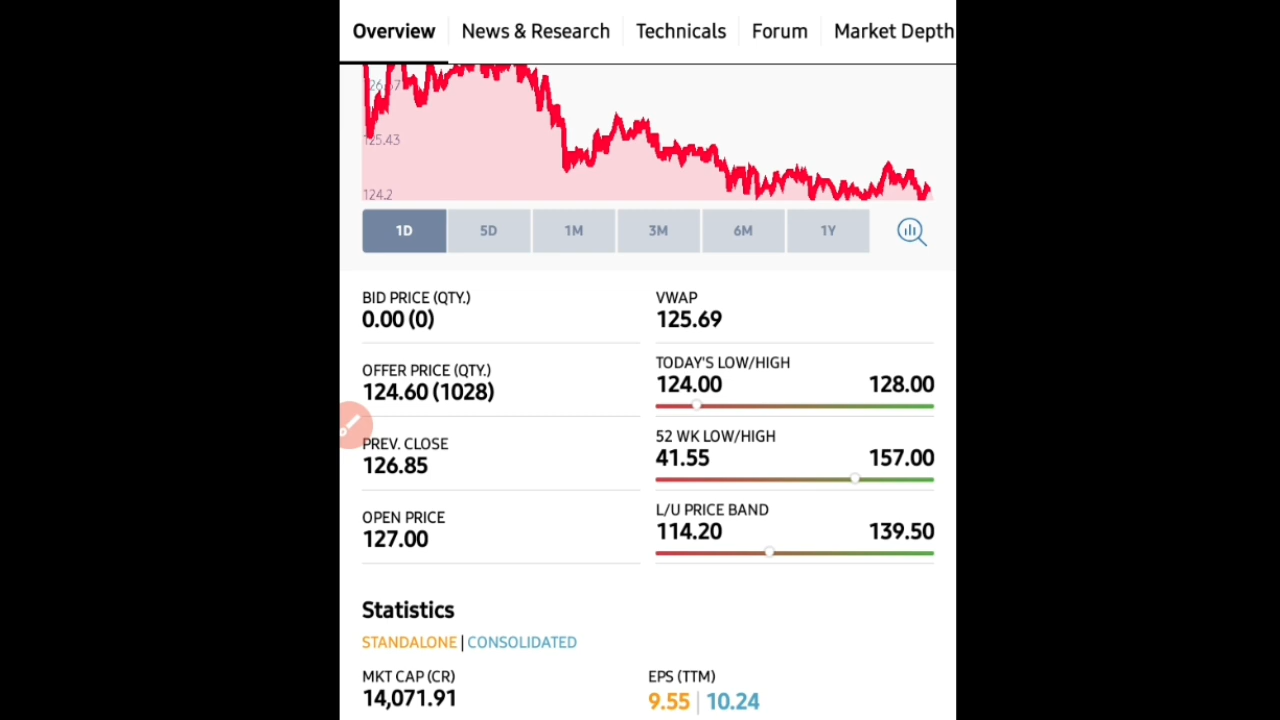 Overview News & Research Technicals Forum Market Depth
125.43
124.2
1D 5D 1M 3M 6M 1Y
BID PRICE (QTY.)
0.00 (0)
VWAP
125.69
OFFER PRICE (QTY.)
124.60 (1028)
TODAY'S LOW/HIGH
124.00 128.00
PREV. CLOSE
126.85
52 WK LOW/HIGH
41.55 157.00
OPEN PRICE
127.00
L/U PRICE BAND
114.20 139.50
Statistics
STANDALONE | CONSOLIDATED
MKT CAP (CR)
14,071.91
EPS (TTM)
9.55 | 10.24